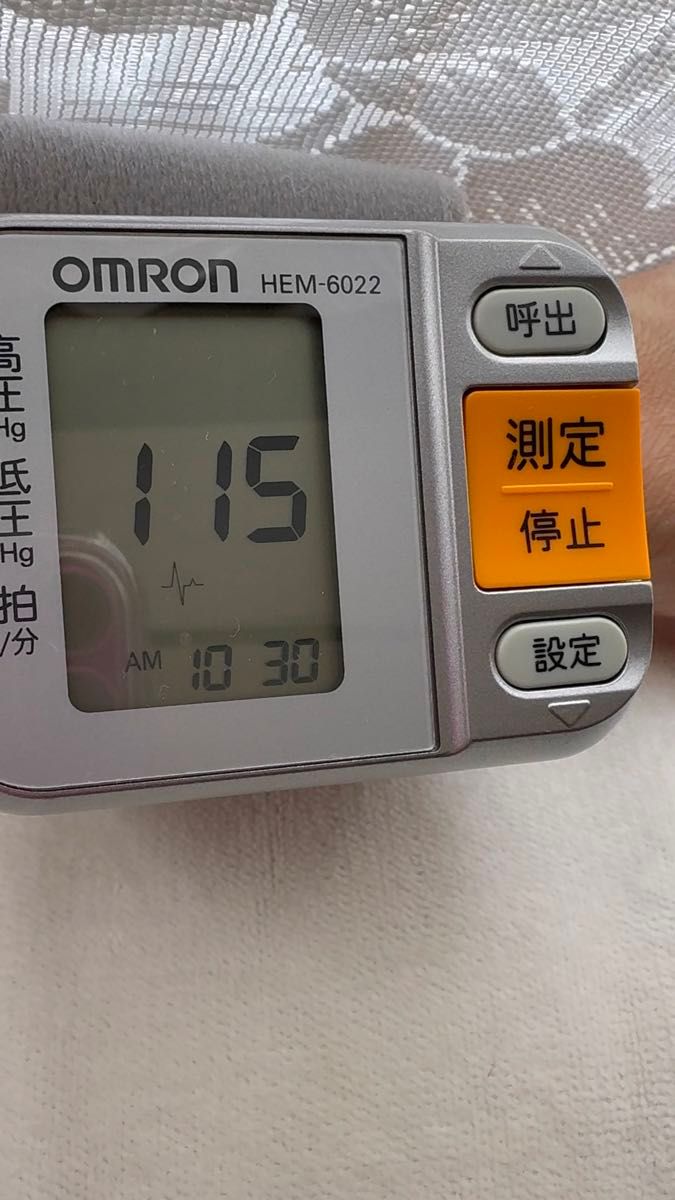 OMRON HEM-6022
高
圧
Hg
低
圧
Hg
拍
/分
115
AM 10 30
呼出
測定
停止
設定